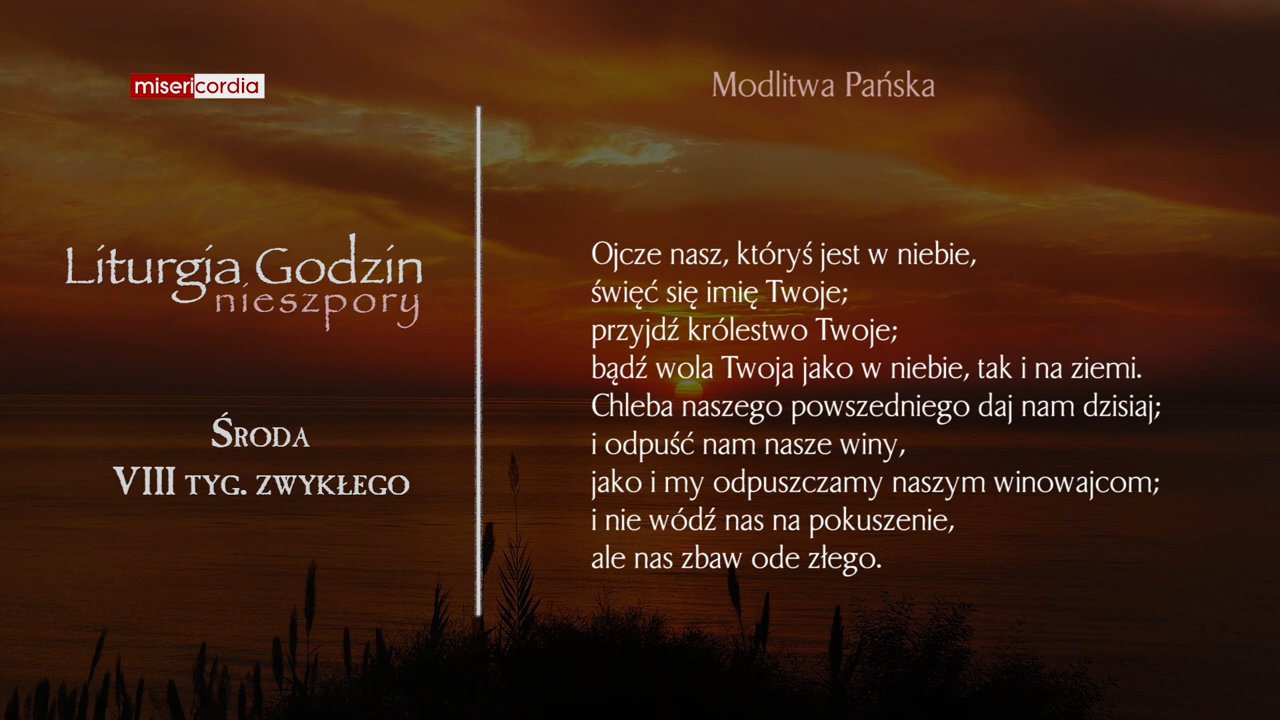 misericordia
Liturgia Godzin
nieszpory
Środa
VIII tyg. zwykłego
Modlitwa Pańska
Ojcze nasz, któryś jest w niebie,
święć się imię Twoje;
przyjdź królestwo Twoje;
bądź wola Twoja jako w niebie, tak i na ziemi.
Chleba naszego powszedniego daj nam dzisiaj;
i odpuść nam nasze winy,
jako i my odpuszczamy naszym winowajcom;
i nie wódź nas na pokuszenie,
ale nas zbaw ode złego.